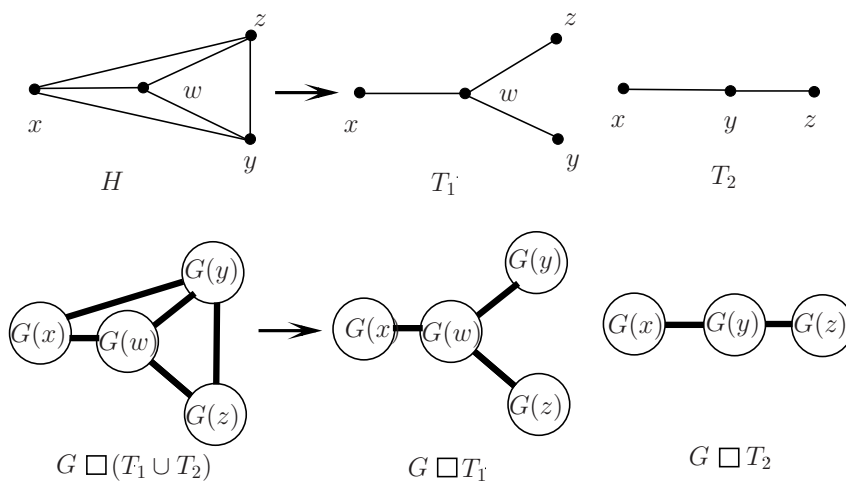 z
z
w
w
x
y
z
x
x
y
y
H
T₁
T₂
G(y)
G(y)
G(x)
G(w)
G(x)
G(w)
G(x)
G(y)
G(z)
G(z)
G(z)
G □ (T₁ ∪ T₂)
G □ T₁
G □ T₂